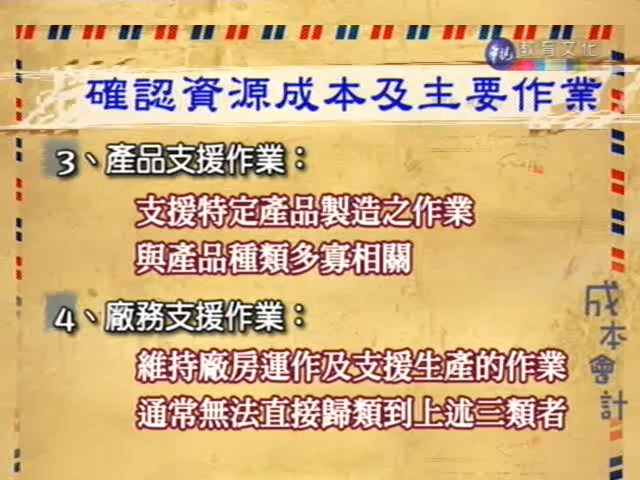 華視 教育文化
確認資源成本及主要作業
3、產品支援作業：
支援特定產品製造之作業
與產品種類多寡相關
4、廠務支援作業：
維持廠房運作及支援生產的作業
通常無法直接歸類到上述三類者
成本會計